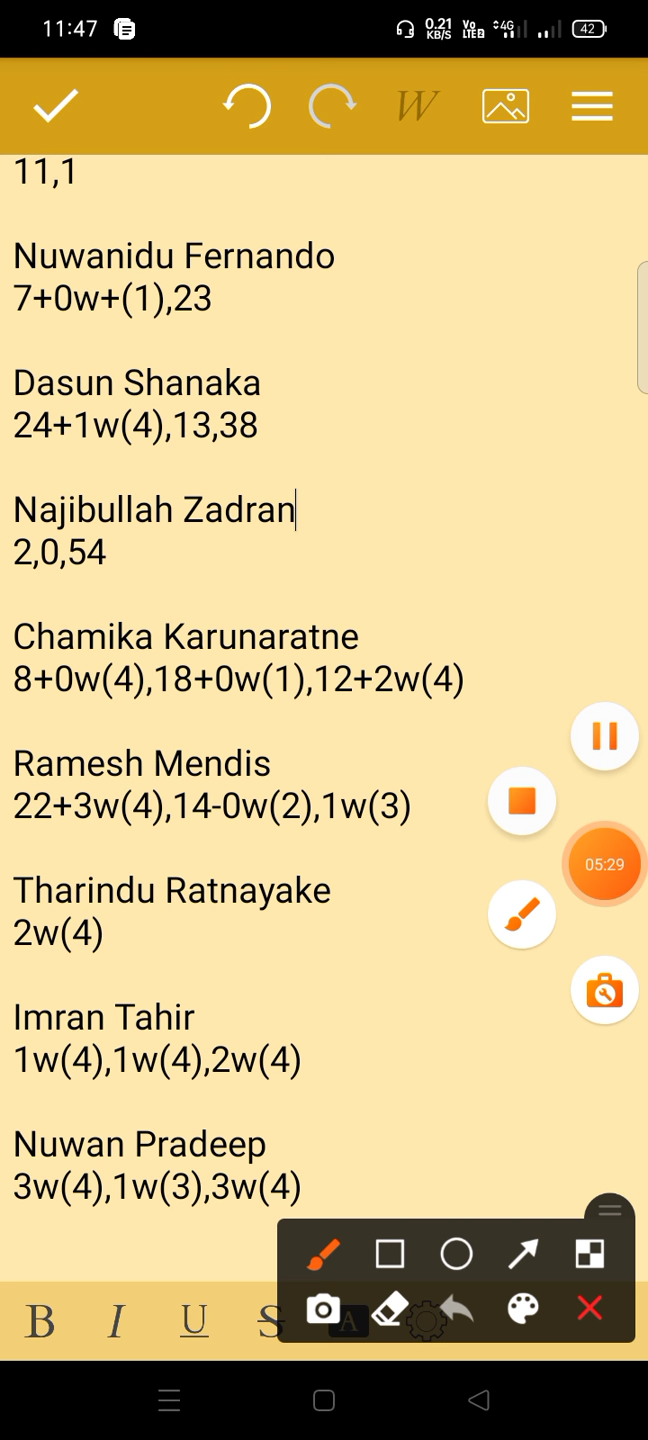 11:47
0.21
KB/S
Vo
LTE2
4G
42
W
11,1
Nuwanidu Fernando
7+0w+(1),23
Dasun Shanaka
24+1w(4),13,38
Najibullah Zadran
2,0,54
Chamika Karunaratne
8+0w(4),18+0w(1),12+2w(4)
Ramesh Mendis
22+3w(4),14-0w(2),1w(3)
05:29
Tharindu Ratnayake
2w(4)
Imran Tahir
1w(4),1w(4),2w(4)
Nuwan Pradeep
3w(4),1w(3),3w(4)
B I U S A